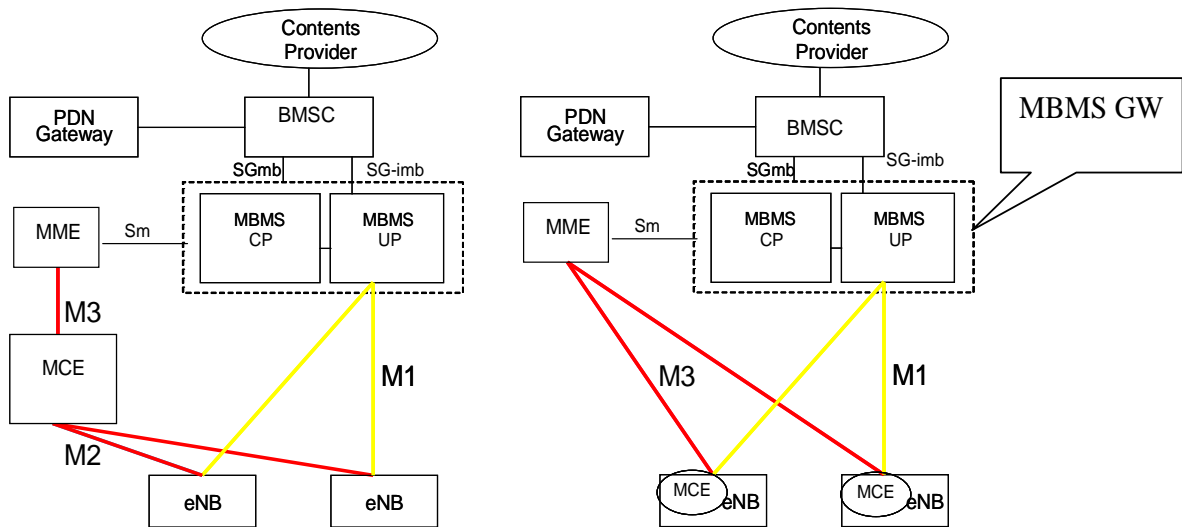 Contents
Provider
PDN
Gateway
BMSC
SGmb
SG-imb
MBMS
CP
MBMS
UP
MME
Sm
M3
MCE
M1
M2
eNB
eNB
Contents
Provider
PDN
Gateway
BMSC
MBMS GW
SGmb
SG-imb
MBMS
CP
MBMS
UP
MME
Sm
M3
M1
MCE
eNB
MCE
eNB